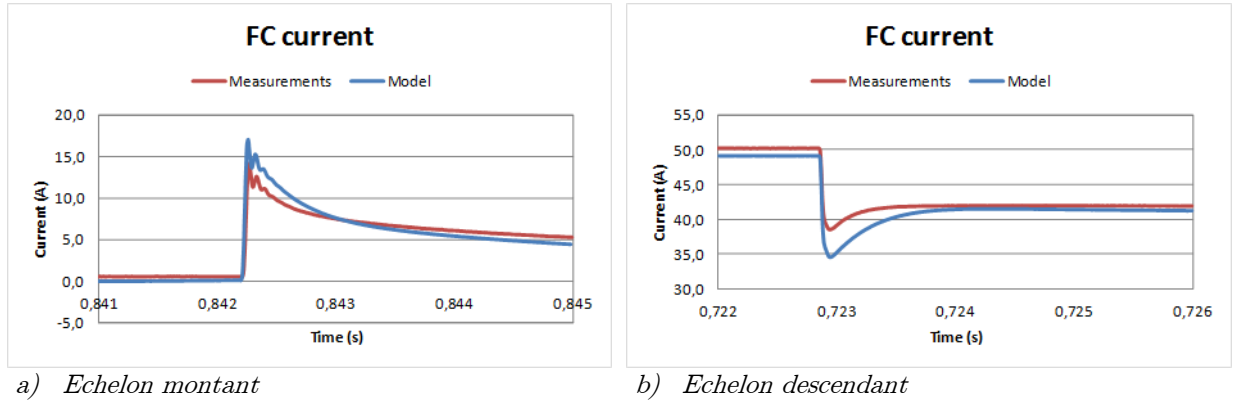 FC current
Measurements Model
20,0
15,0
10,0
5,0
0,0
-5,0
Current (A)
0,841 0,842 0,843 0,844 0,845
Time (s)
a) Echelon montant
FC current
Measurements Model
55,0
50,0
45,0
40,0
35,0
30,0
Current (A)
0,722 0,723 0,724 0,725 0,726
Time (s)
b) Echelon descendant